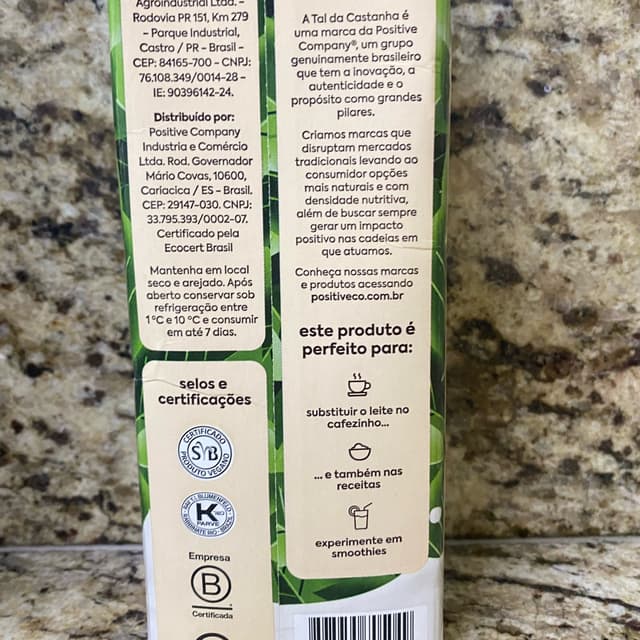 Agroindustrial Ltda. –
Rodovia PR 151, Km 279
– Parque Industrial,
Castro / PR – Brasil –
CEP: 84165-700 – CNPJ:
76.108.349/0014-28 –
IE: 90396142-24.
Distribuído por:
Positive Company
Industria e Comércio
Ltda. Rod. Governador
Mário Covas, 10600,
Cariacica / ES – Brasil.
CEP: 29147-030. CNPJ:
33.795.393/0002-07.
Certificado pela
Ecocert Brasil
Mantenha em local
seco e arejado. Após
aberto conservar sob
refrigeração entre
1 °C e 10 °C e consumir
em até 7 dias.
selos e
certificações
CERTIFICADO
SVB
PRODUTO VEGANO
K
PARVE
Empresa
B
Certificada
A Tal da Castanha é
uma marca da Positive
Company®, um grupo
genuinamente brasileiro
que tem a inovação, a
autenticidade e o
propósito como grandes
pilares.
Criamos marcas que
disruptam mercados
tradicionais levando ao
consumidor opções
mais naturais e com
densidade nutritiva,
além de buscar sempre
gerar um impacto
positivo nas cadeias em
que atuamos.
Conheça nossas marcas
e produtos acessando
positiveco.com.br
este produto é
perfeito para:
substituir o leite no
cafezinho...
... e também nas
receitas
experimente em
smoothies